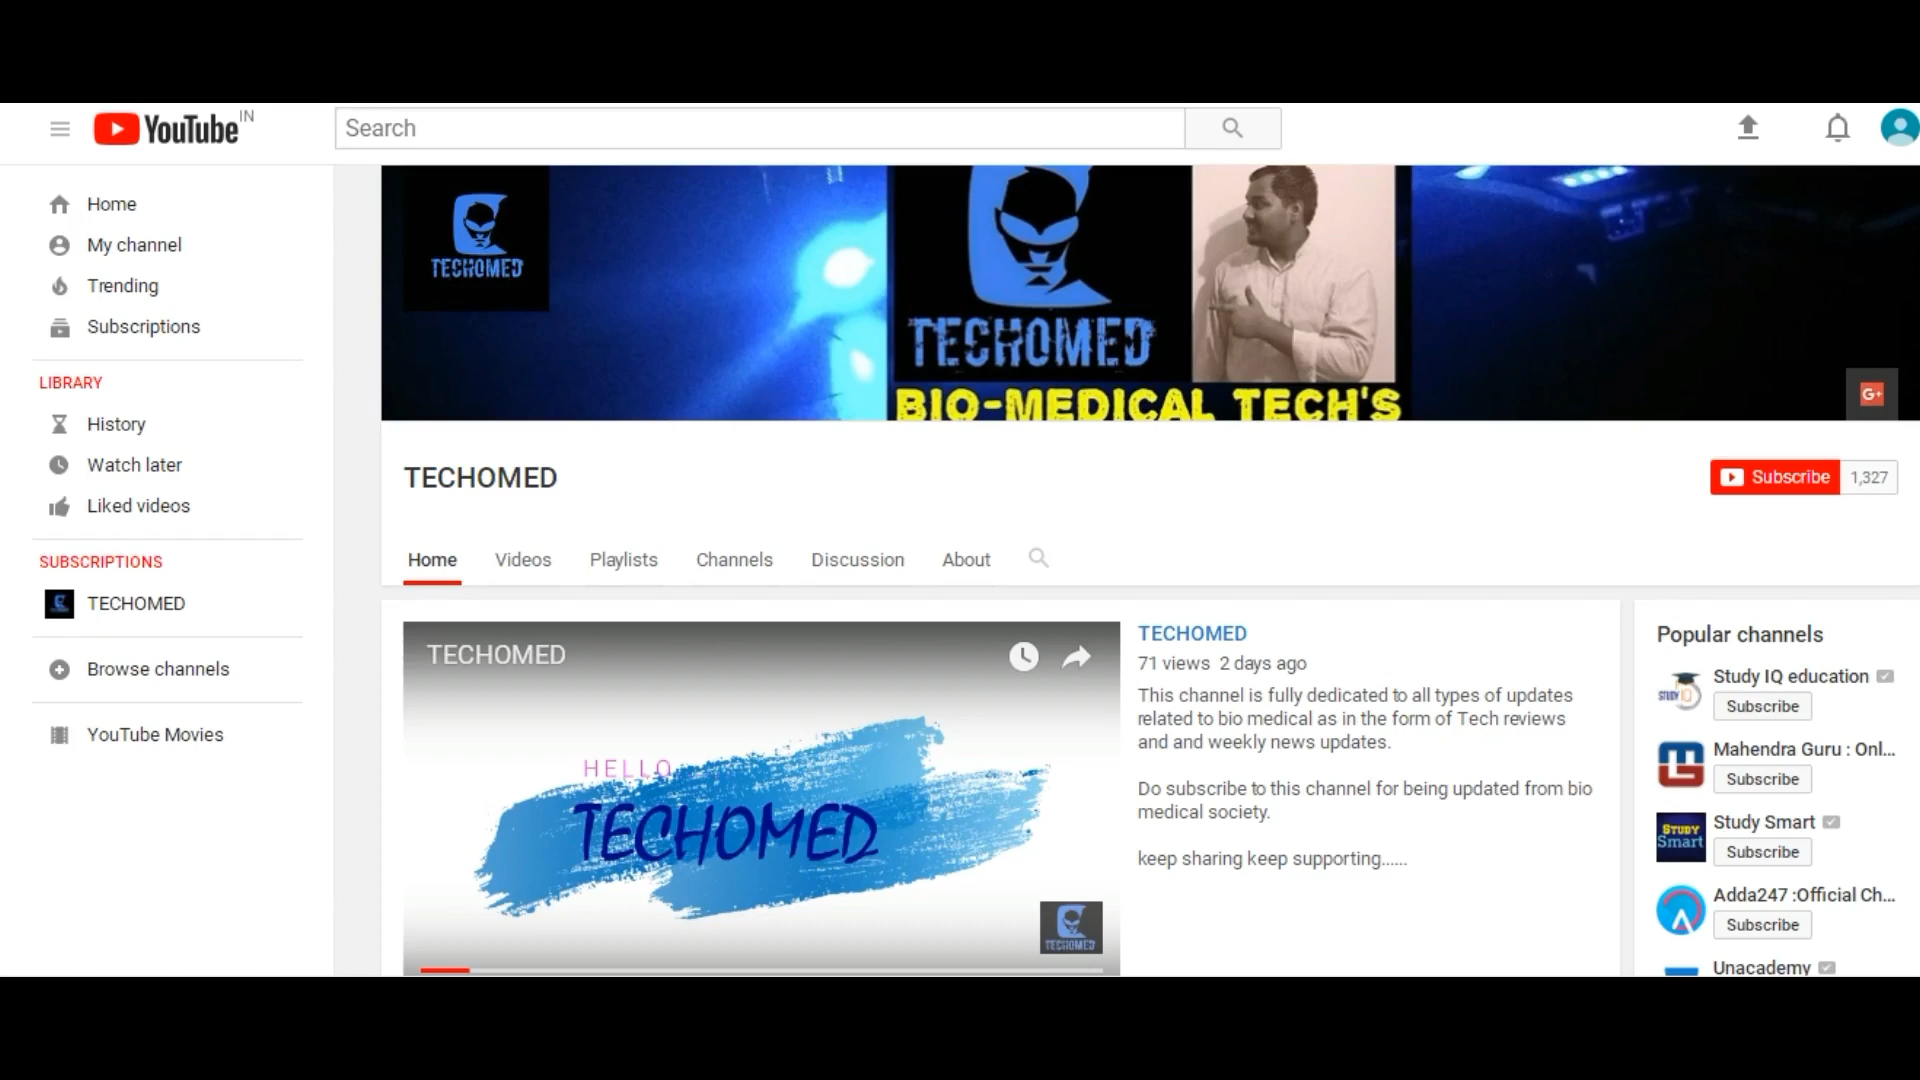 YouTube IN
Search
Home
My channel
Trending
Subscriptions
LIBRARY
History
Watch later
Liked videos
SUBSCRIPTIONS
TECHOMED
Browse channels
YouTube Movies
TECHOMED
TECHOMED
BIO-MEDICAL TECH'S
G+
TECHOMED
Subscribe 1,327
Home Videos Playlists Channels Discussion About
TECHOMED
HELLO
TECHOMED
TECHOMED
TECHOMED
71 views 2 days ago
This channel is fully dedicated to all types of updates
related to bio medical as in the form of Tech reviews
and and weekly news updates.
Do subscribe to this channel for being updated from bio
medical society.
keep sharing keep supporting......
Popular channels
STUDY IQ
Study IQ education
Subscribe
Mahendra Guru : Onl...
Subscribe
STUDY
Smart
Study Smart
Subscribe
Adda247 :Official Ch...
Subscribe
Unacademy